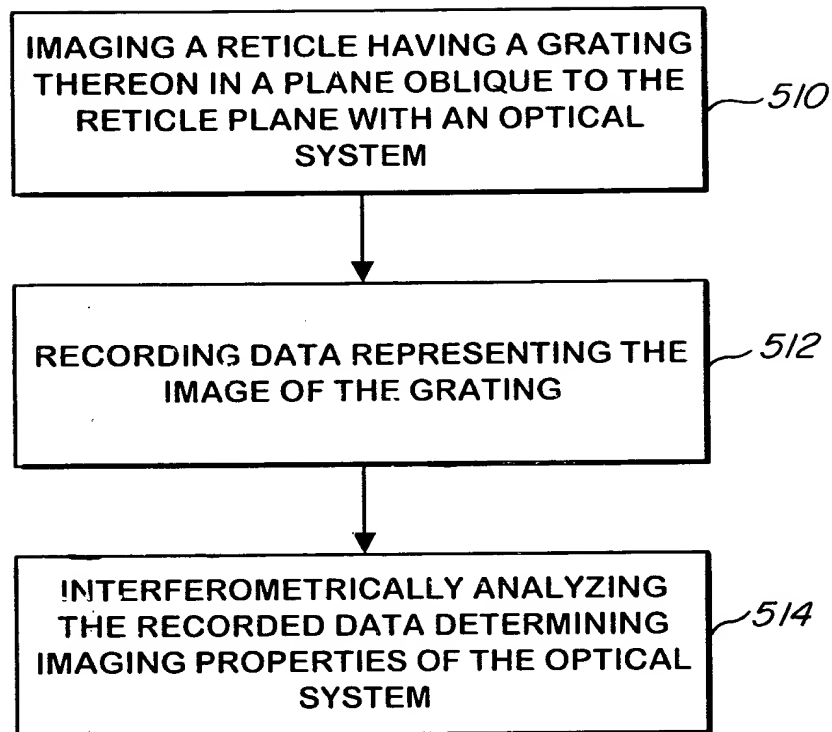 IMAGING A RETICLE HAVING A GRATING
THEREON IN A PLANE OBLIQUE TO THE
RETICLE PLANE WITH AN OPTICAL
SYSTEM
510
RECORDING DATA REPRESENTING THE
IMAGE OF THE GRATING
512
INTERFEROMETRICALLY ANALYZING
THE RECORDED DATA DETERMINING
IMAGING PROPERTIES OF THE OPTICAL
SYSTEM
514